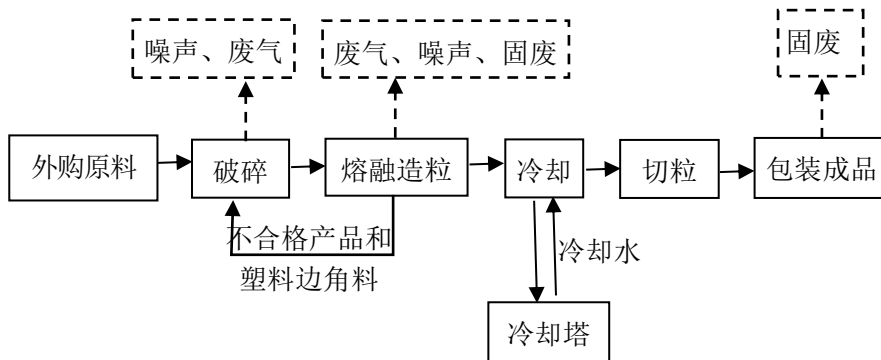 噪声、废气
废气、噪声、固废
固废
外购原料
破碎
熔融造粒
冷却
切粒
包装成品
不合格产品和
塑料边角料
冷却水
冷却塔